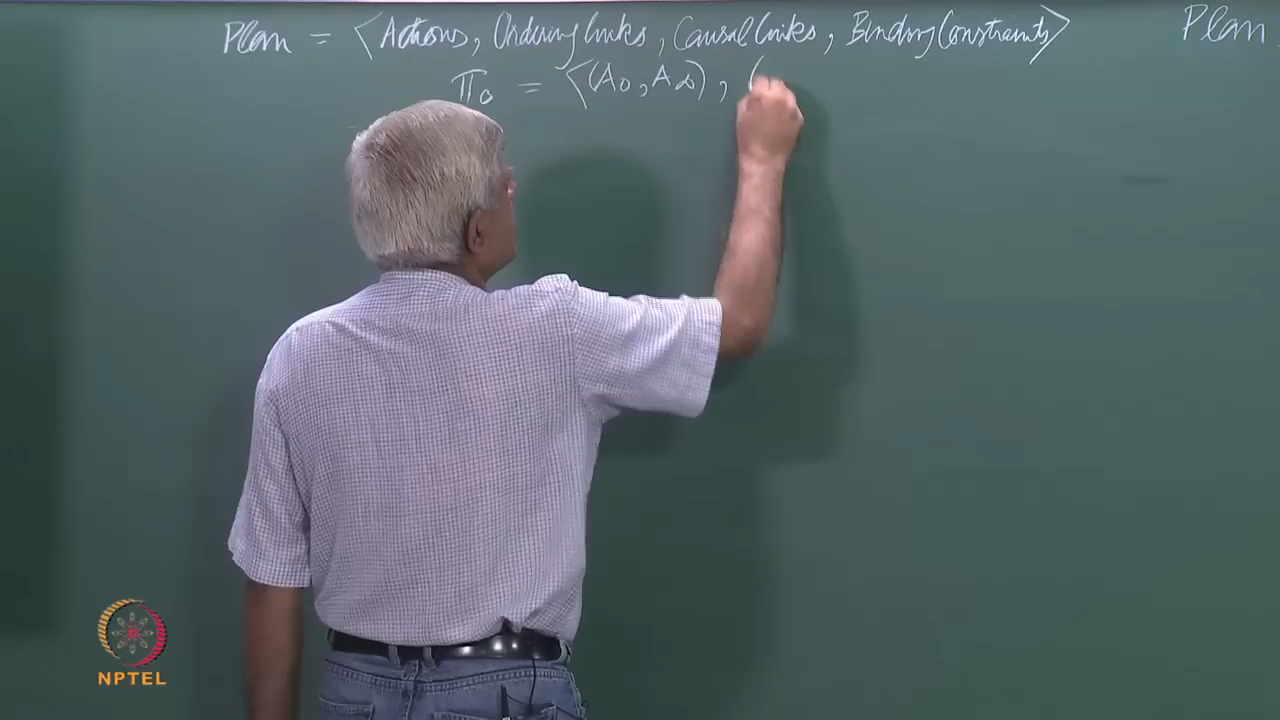 Plan = ⟨Actions, Ordering links, Causal links, Binding Constraints⟩
Plan
π₀ = ⟨(A₀, A∞), (
NPTEL